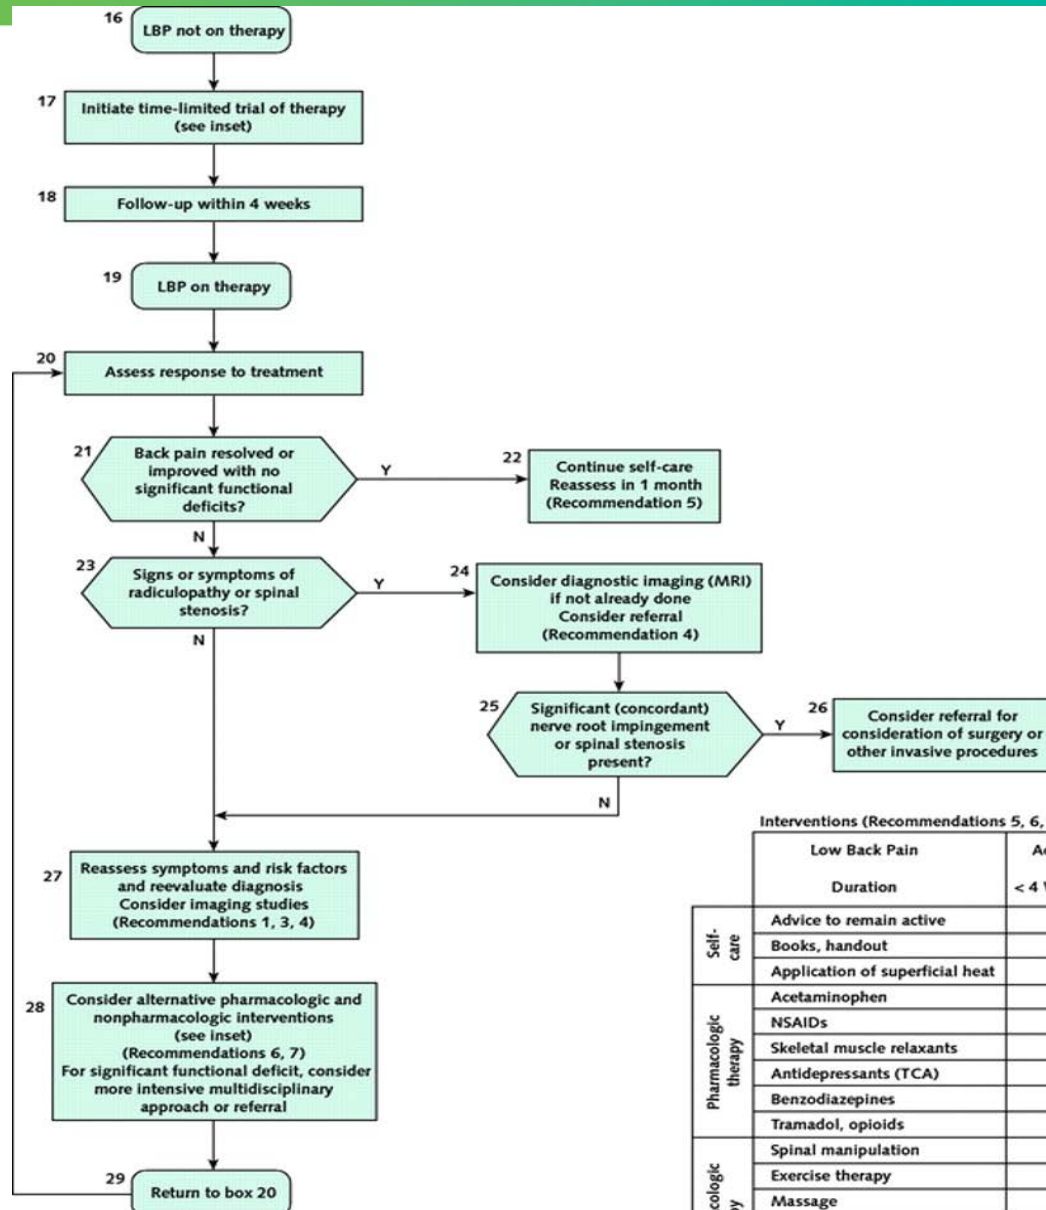 16
LBP not on therapy
17
Initiate time-limited trial of therapy
(see inset)
18
Follow-up within 4 weeks
19
LBP on therapy
20
Assess response to treatment
21
Back pain resolved or
improved with no
significant functional
deficits?
Y
22
Continue self-care
Reassess in 1 month
(Recommendation 5)
N
23
Signs or symptoms of
radiculopathy or spinal
stenosis?
Y
24
Consider diagnostic imaging (MRI)
if not already done
Consider referral
(Recommendation 4)
N
25
Significant (concordant)
nerve root impingement
or spinal stenosis
present?
Y
26
Consider referral for
consideration of surgery or
other invasive procedures
N
27
Reassess symptoms and risk factors
and reevaluate diagnosis
Consider imaging studies
(Recommendations 1, 3, 4)
28
Consider alternative pharmacologic and
nonpharmacologic interventions
(see inset)
(Recommendations 6, 7)
For significant functional deficit, consider
more intensive multidisciplinary
approach or referral
29
Return to box 20
Interventions (Recommendations 5, 6,
Low Back Pain
Duration
< 4
Self-
care
Advice to remain active
Books, handout
Application of superficial heat
Pharmacologic
therapy
Acetaminophen
NSAIDs
Skeletal muscle relaxants
Antidepressants (TCA)
Benzodiazepines
Tramadol, opioids
Spinal manipulation
Exercise therapy
Massage